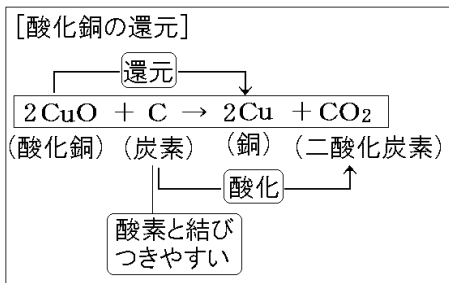 [酸化銅の還元]
還元
2CuO + C → 2Cu + CO₂
(酸化銅) (炭素) (銅) (二酸化炭素)
酸化
酸素と結び
つきやすい